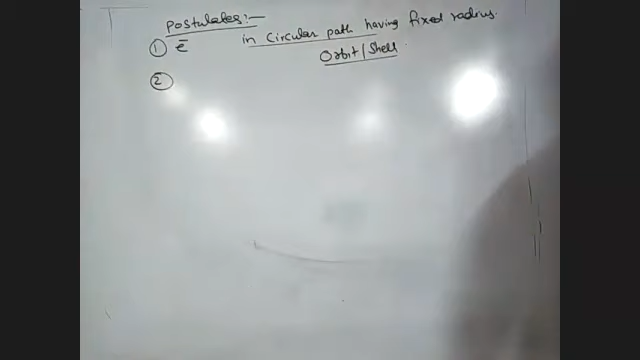 Postulates:-
① ē in Circular path having fixed radius.
Orbit/Shell
②